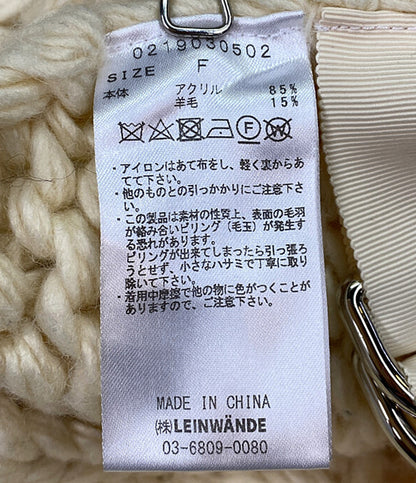 0219030502
SIZE F
本体 アクリル 85%
羊毛 15%
F W
・アイロンはあて布をし、軽く裏からあ
てて下さい。
・他のものとの引っかかりにご注意下さ
い。
・この製品は素材の性質上、表面の毛羽
が絡み合いピリング（毛玉）が発生す
る恐れがあります。
ピリングが出来てしまったら引っ張ろ
うとせず、小さなハサミで丁寧に取り
除いて下さい。
・着用中摩擦で他の物に色がつくことが
ありますのでご注意下さい。
MADE IN CHINA
㈱LEINWÄNDE
03-6809-0080